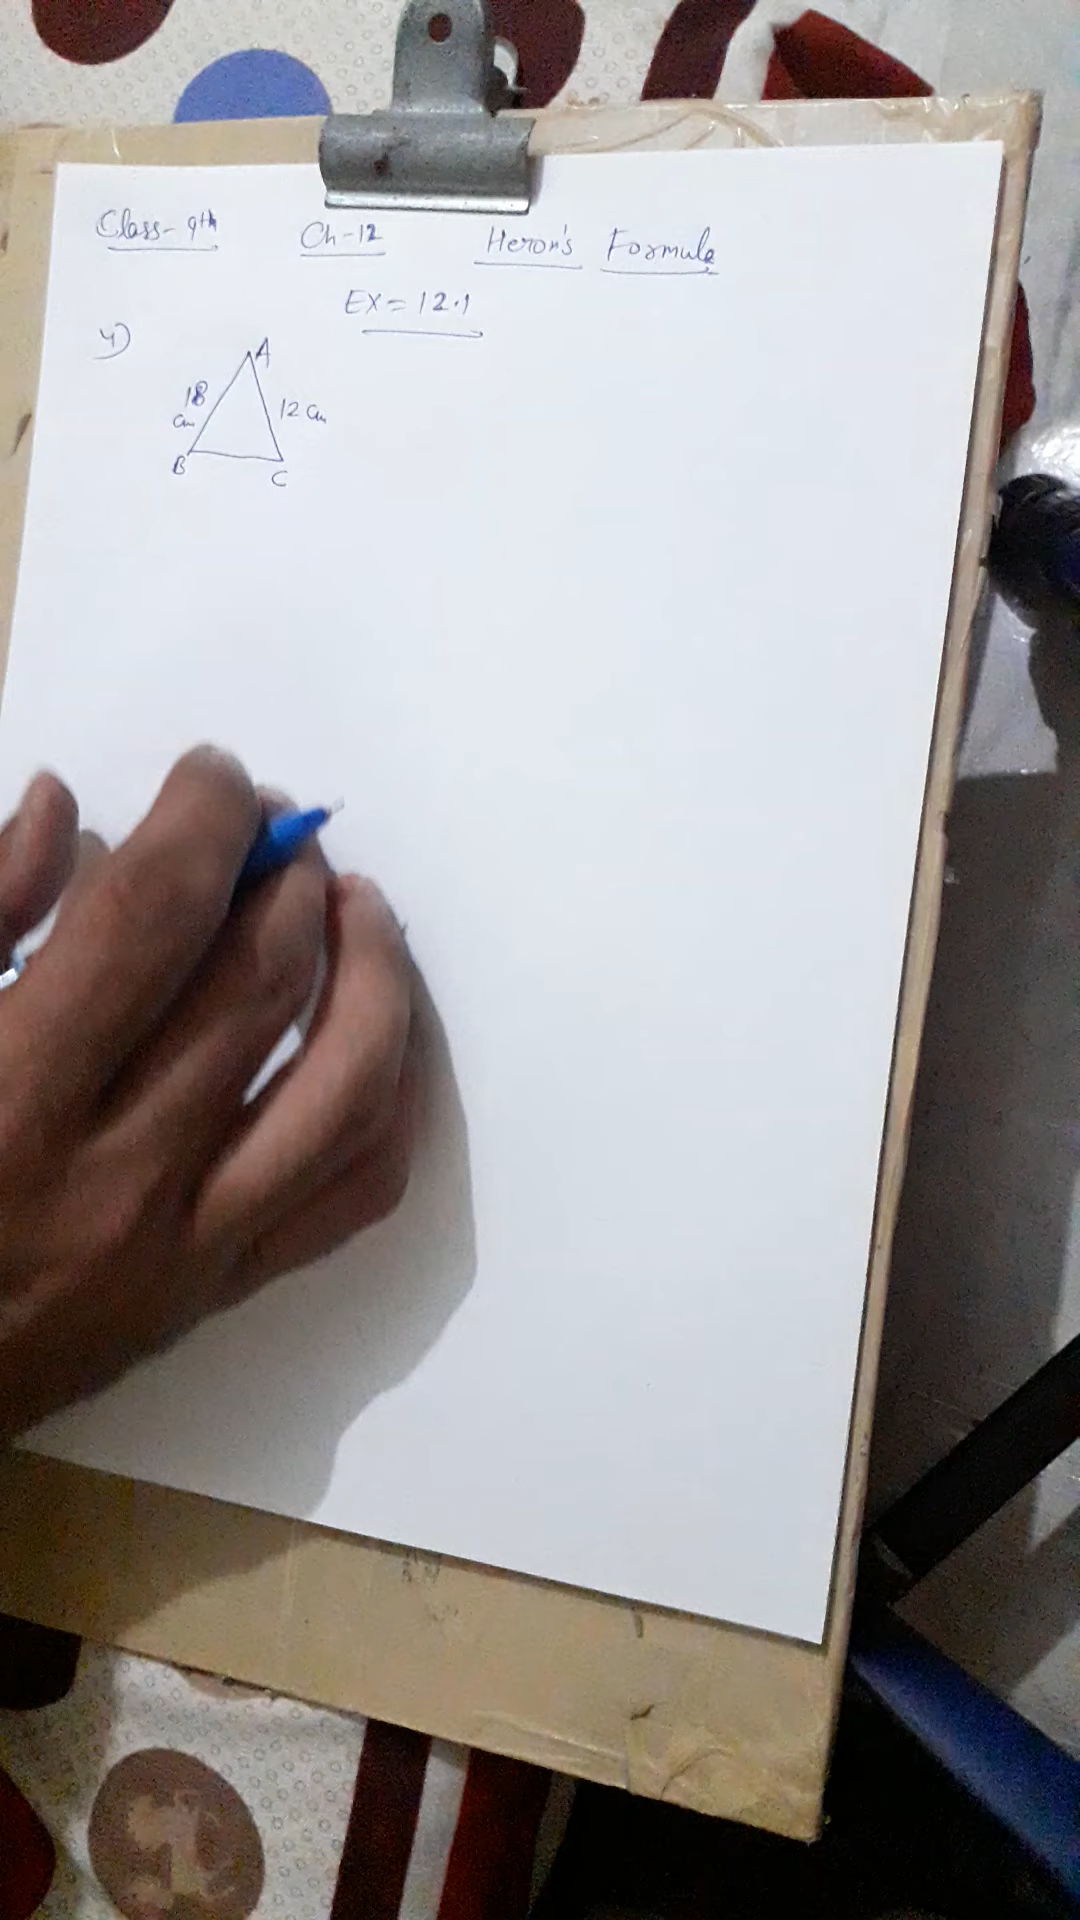 Class-9th Ch-12 Heron's Formula
EX = 12.1
4)
A
18 cm
12 cm
B
C